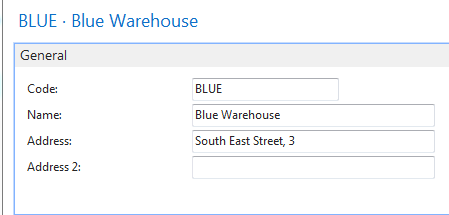 BLUE · Blue Warehouse
General
Code: BLUE
Name: Blue Warehouse
Address: South East Street, 3
Address 2: